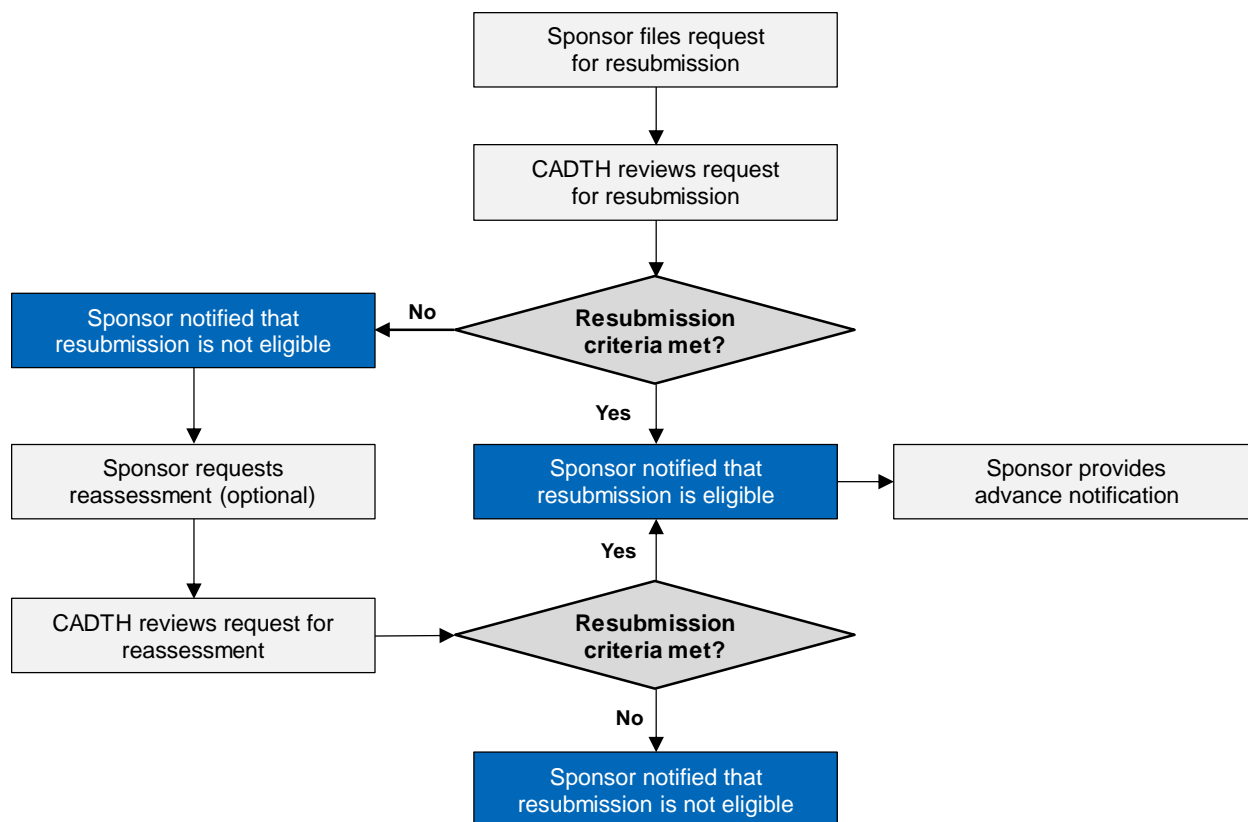 Sponsor files request
for resubmission
CADTH reviews request
for resubmission
No
Sponsor notified that
resubmission is not eligible
Resubmission
criteria met?
Yes
Sponsor requests
reassessment (optional)
Sponsor notified that
resubmission is eligible
Sponsor provides
advance notification
Yes
CADTH reviews request for
reassessment
Resubmission
criteria met?
No
Sponsor notified that
resubmission is not eligible